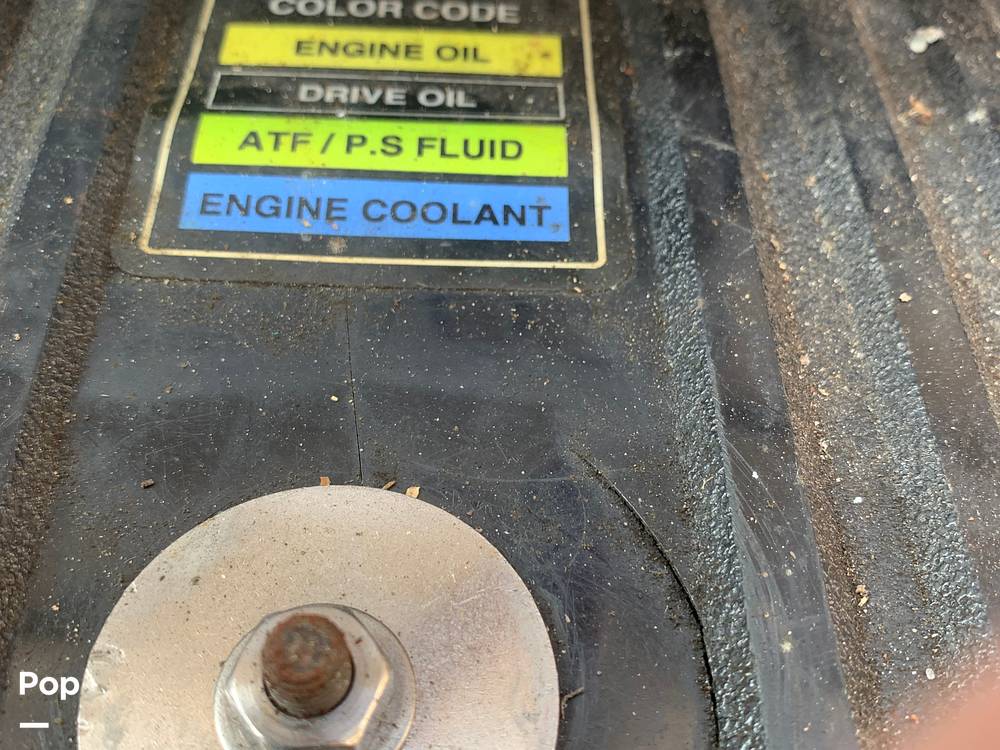 COLOR CODE
ENGINE OIL
DRIVE OIL
ATF / P.S FLUID
ENGINE COOLANT
Pop